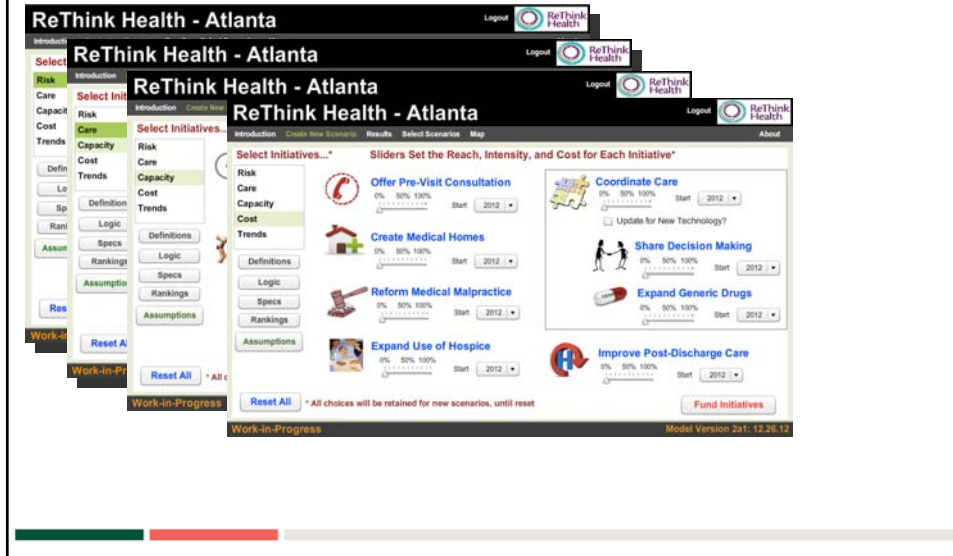 ReThink Health - Atlanta
Logout
ReThink
Health
Introduction
Select
Risk
Care
Capacit
Cost
Trends
Defin
Lo
Sp
Ran
Assum
Res
Work-i
ReThink Health - Atlanta
Logout
ReThink
Health
Introduction
Select Init
Risk
Care
Capacity
Cost
Trends
Definition
Logic
Specs
Rankings
Assumptio
Reset A
Work-in-Pr
ReThink Health - Atlanta
Logout
ReThink
Health
Introduction Create New
Select Initiatives...
Risk
Care
Capacity
Cost
Trends
Definitions
Logic
Specs
Rankings
Assumptions
Reset All * All c
Work-in-Progress
ReThink Health - Atlanta
Logout
ReThink
Health
Introduction Create New Scenario Results Select Scenarios Map About
Select Initiatives...* Sliders Set the Reach, Intensity, and Cost for Each Initiative*
Risk
Care
Capacity
Cost
Trends
Definitions
Logic
Specs
Rankings
Assumptions
Offer Pre-Visit Consultation
0% 50% 100%
Start 2012
Create Medical Homes
0% 50% 100%
Start 2012
Reform Medical Malpractice
0% 50% 100%
Start 2012
Expand Use of Hospice
0% 50% 100%
Start 2012
Coordinate Care
0% 50% 100%
Start 2012
Update for New Technology?
Share Decision Making
0% 50% 100%
Start 2012
Expand Generic Drugs
0% 50% 100%
Start 2012
Improve Post-Discharge Care
0% 50% 100%
Start 2012
Reset All * All choices will be retained for new scenarios, until reset
Fund Initiatives
Work-in-Progress Model Version 2a1: 12.26.12